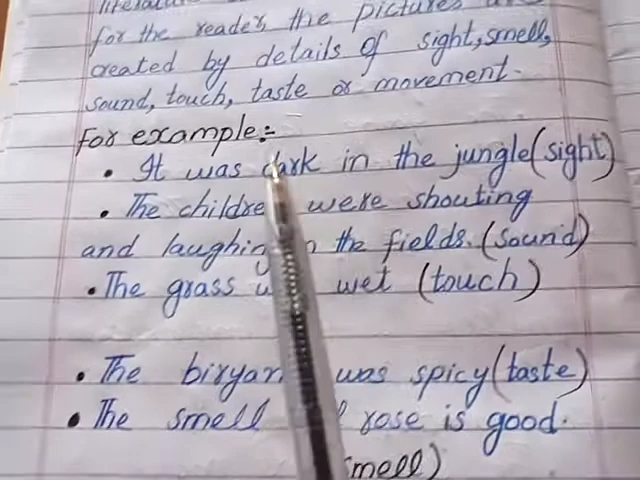 for the reader, the pictures
created by details of sight, smell,
sound, touch, taste or movement.
For example:-
• It was dark in the jungle (sight)
• The children were shouting
and laughing the fields. (sound)
• The grass wet (touch)
• The was spicy (taste)
• The smell rose is good.